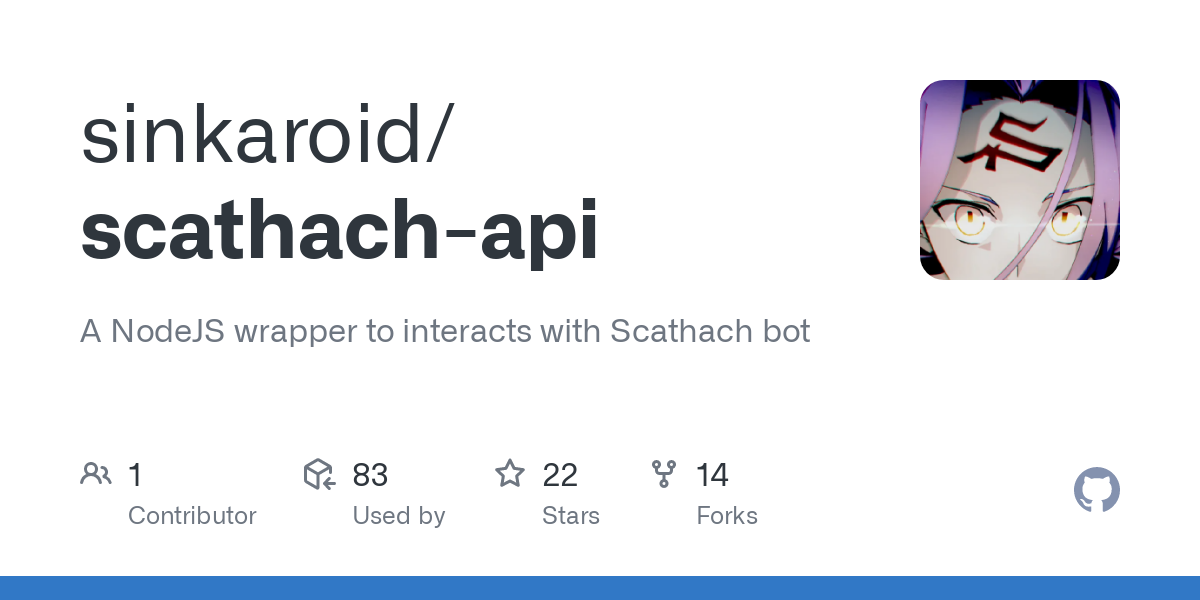 sinkaroid/
scathach-api
A NodeJS wrapper to interacts with Scathach bot
1
Contributor
83
Used by
22
Stars
14
Forks